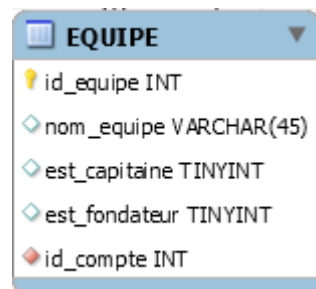 EQUIPE
id_equipe INT
nom_equipe VARCHAR(45)
est_capitaine TINYINT
est_fondateur TINYINT
id_compte INT